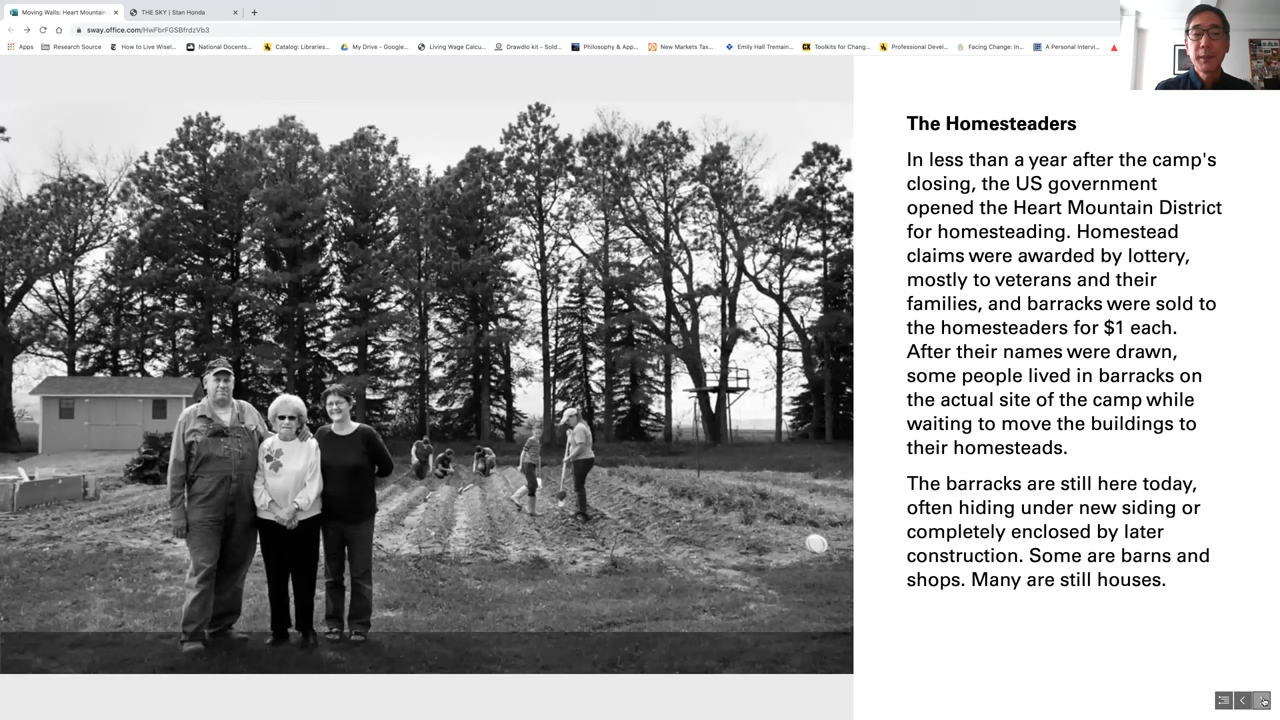 Moving Walls: Heart Mountain
THE SKY | Stan Honda
sway.office.com/HwFbrFGSBfrdzVb3
Apps
Research Source
How to Live Wisel...
National Docents...
Catalog: Libraries...
My Drive - Google...
Living Wage Calcu...
Drawdio kit - Sold...
Philosophy & App...
New Markets Tax...
Emily Hall Tremain...
Toolkits for Chang...
Professional Devel...
Facing Change: In...
A Personal Intervi...
The Homesteaders
In less than a year after the camp's
closing, the US government
opened the Heart Mountain District
for homesteading. Homestead
claims were awarded by lottery,
mostly to veterans and their
families, and barracks were sold to
the homesteaders for $1 each.
After their names were drawn,
some people lived in barracks on
the actual site of the camp while
waiting to move the buildings to
their homesteads.
The barracks are still here today,
often hiding under new siding or
completely enclosed by later
construction. Some are barns and
shops. Many are still houses.